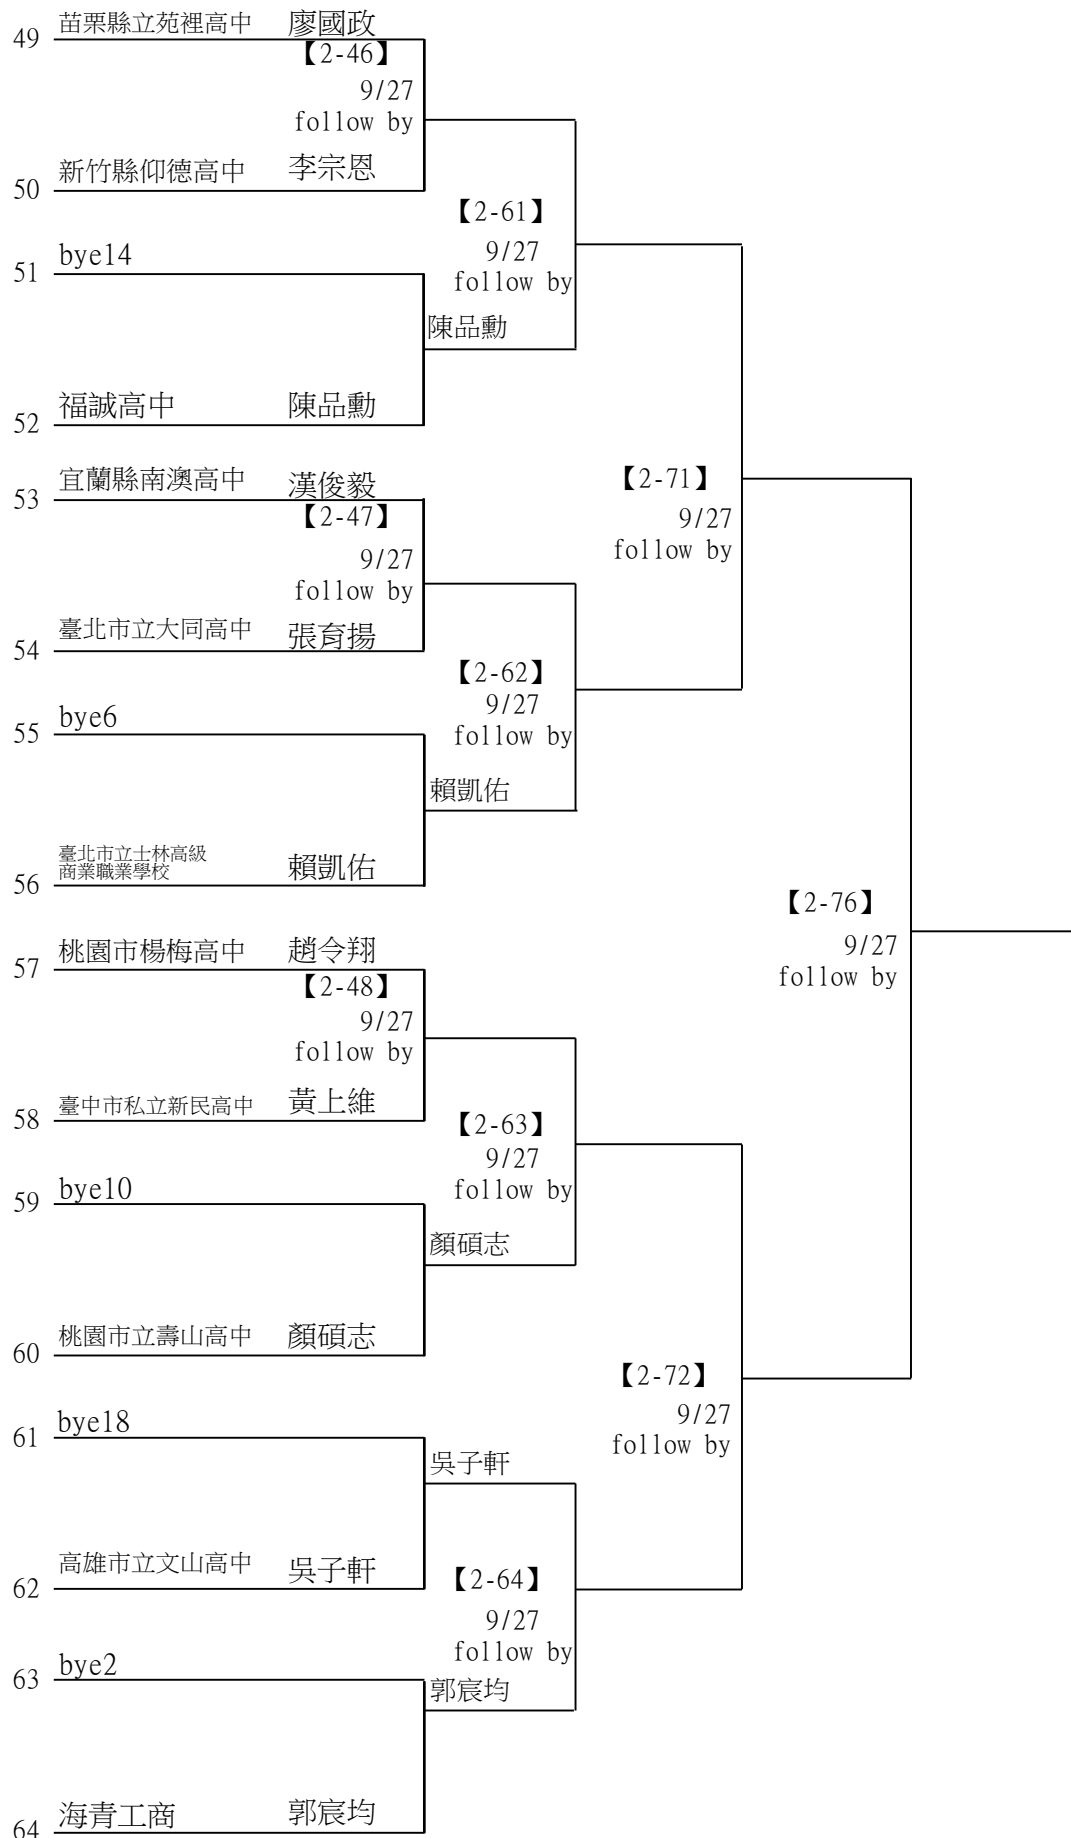 49 苗栗縣立苑裡高中 廖國政
【2-46】
9/27
follow by
50 新竹縣仰德高中 李宗恩
【2-61】
9/27
follow by
51 bye14
陳品勳
52 福誠高中 陳品勳
53 宜蘭縣南澳高中 漢俊毅
【2-47】
9/27
follow by
【2-71】
9/27
follow by
54 臺北市立大同高中 張育揚
【2-62】
9/27
follow by
55 bye6
賴凱佑
56 臺北市立士林高級
商業職業學校 賴凱佑
【2-76】
9/27
follow by
57 桃園市楊梅高中 趙令翔
【2-48】
9/27
follow by
58 臺中市私立新民高中 黃上維
【2-63】
9/27
follow by
59 bye10
顏碩志
60 桃園市立壽山高中 顏碩志
【2-72】
9/27
follow by
61 bye18
吳子軒
62 高雄市立文山高中 吳子軒
【2-64】
9/27
follow by
63 bye2
郭宸均
64 海青工商 郭宸均